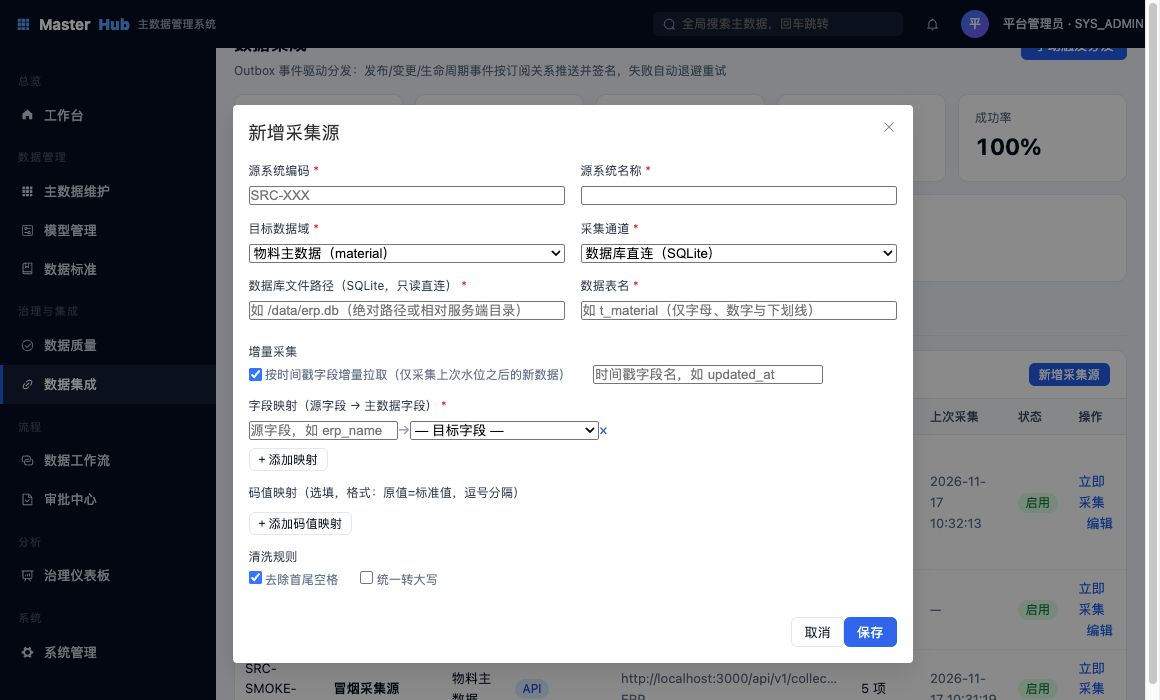 Master Hub 主数据管理系统
全局搜索主数据，回车跳转
平
平台管理员 · SYS_ADMIN
总览
工作台
数据管理
主数据维护
模型管理
数据标准
治理与集成
数据质量
数据集成
流程
数据工作流
审批中心
分析
治理仪表板
系统
系统管理
数据集成
手动触发分发
Outbox 事件驱动分发：发布/变更/生命周期事件按订阅关系推送并签名，失败自动退避重试
成功率
100%
新增采集源
源系统编码 *
源系统名称 *
SRC-XXX
目标数据域 *
采集通道 *
物料主数据（material）
数据库直连（SQLite）
数据库文件路径（SQLite，只读直连） *
数据表名 *
如 /data/erp.db（绝对路径或相对服务端目录）
如 t_material（仅字母、数字与下划线）
增量采集
按时间戳字段增量拉取（仅采集上次水位之后的新数据）
时间戳字段名，如 updated_at
字段映射（源字段 → 主数据字段） *
源字段，如 erp_name
→
— 目标字段 —
×
+ 添加映射
码值映射（选填，格式：原值=标准值，逗号分隔）
+ 添加码值映射
清洗规则
去除首尾空格
统一转大写
取消
保存
新增采集源
上次采集
状态
操作
2026-11-
17
10:32:13
启用
立即
采集
编辑
—
启用
立即
采集
编辑
SRC-
SMOKE-
冒烟采集源
物料主
数据
API
http://localhost:3000/api/v1/collec...
ERP
5 项
2026-11-
17 10:31:19
启用
立即
采集